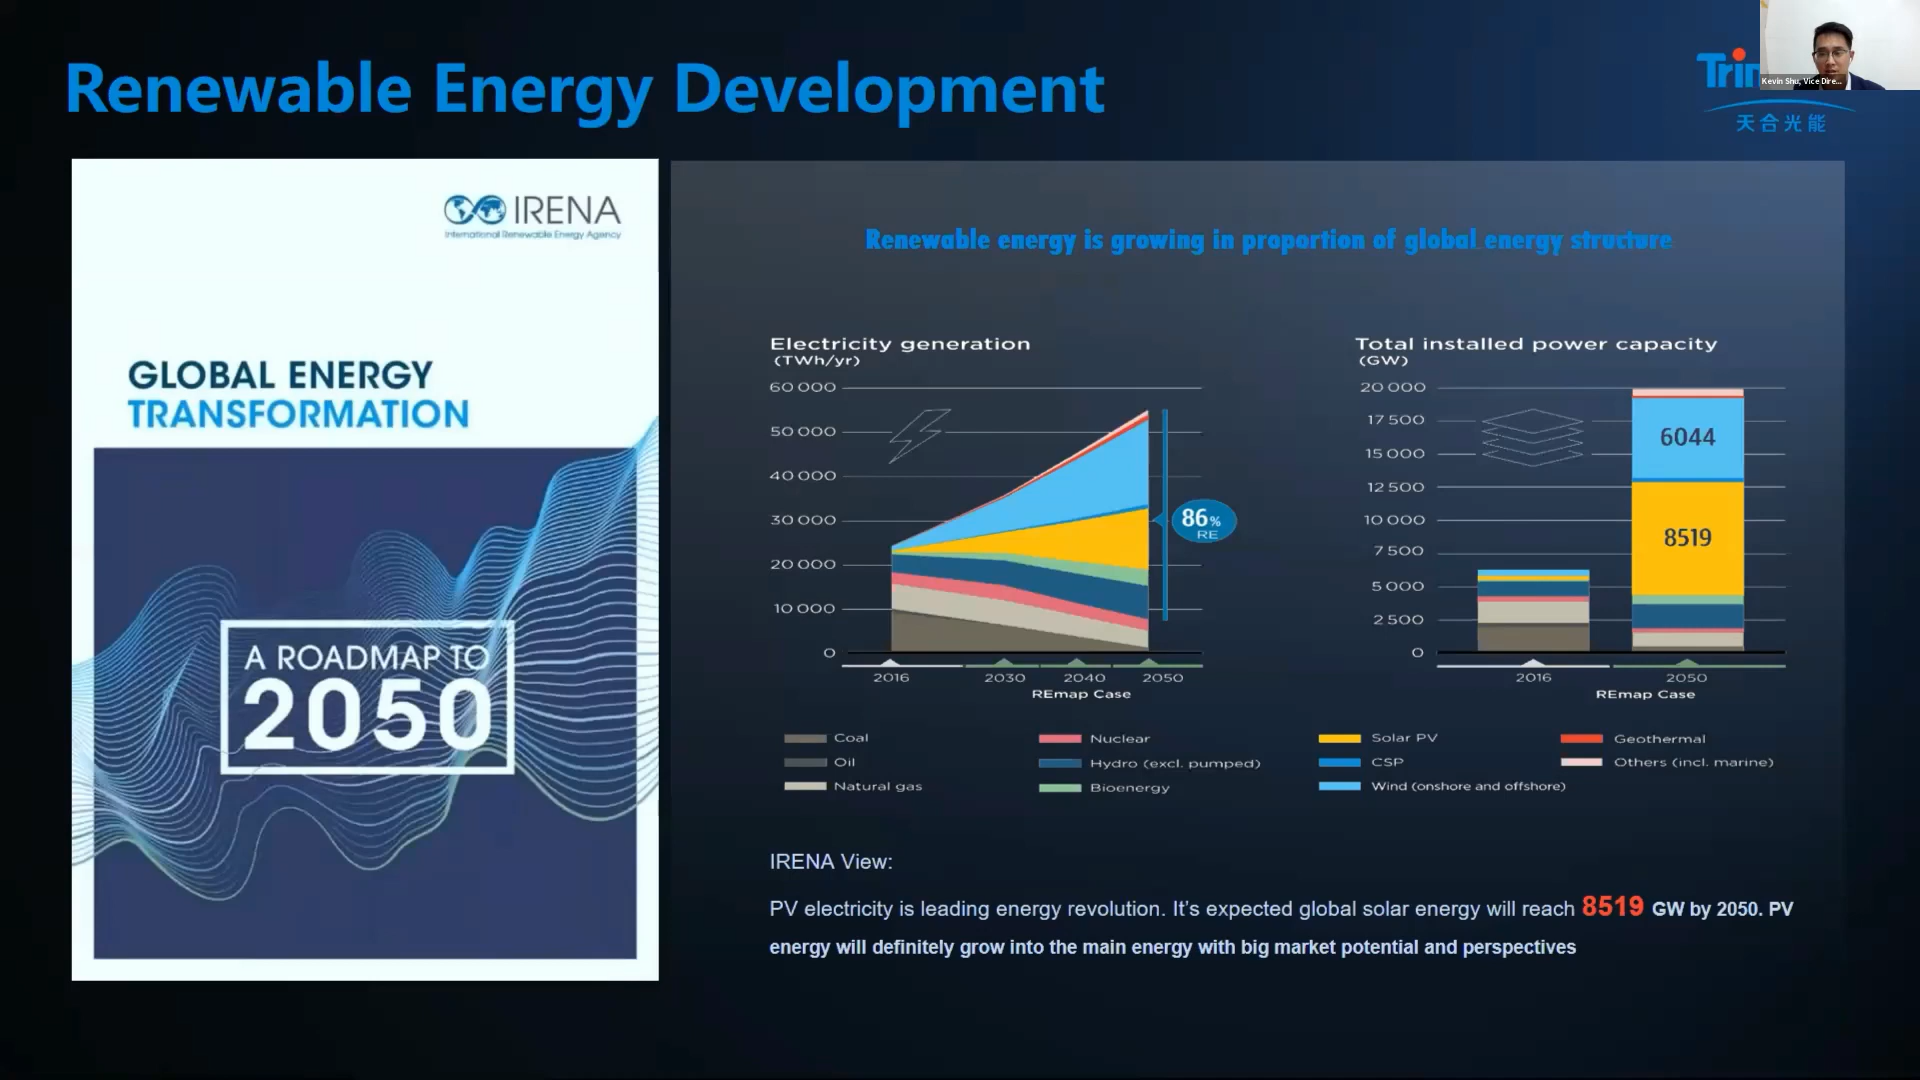 Renewable Energy Development
Kevin Shu, Vice Dire...
天合光能
IRENA
International Renewable Energy Agency
GLOBAL ENERGY
TRANSFORMATION
A ROADMAP TO
2050
Renewable energy is growing in proportion of global energy structure
Electricity generation
(TWh/yr)
60 000
50 000
40 000
30 000
20 000
10 000
0
86%
RE
2016
2030
2040
2050
REmap Case
Total installed power capacity
(GW)
20 000
17 500
15 000
12 500
10 000
7 500
5 000
2 500
0
6044
8519
2016
2050
REmap Case
Coal
Oil
Natural gas
Nuclear
Hydro (excl. pumped)
Bioenergy
Solar PV
CSP
Wind (onshore and offshore)
Geothermal
Others (incl. marine)
IRENA View:
PV electricity is leading energy revolution. It's expected global solar energy will reach 8519 GW by 2050. PV
energy will definitely grow into the main energy with big market potential and perspectives